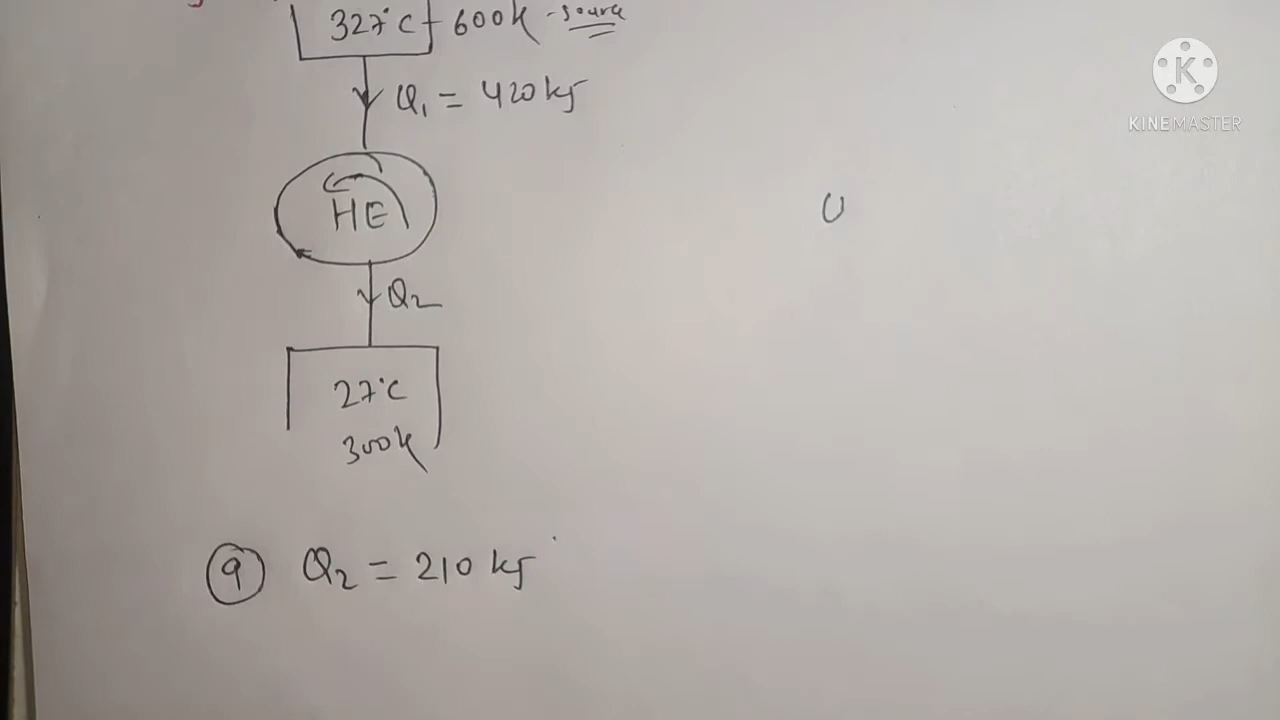 327°C 600K - source
Q1 = 420 kJ
HE
Q2
27°C
300K
9 Q2 = 210 kJ
KINEMASTER